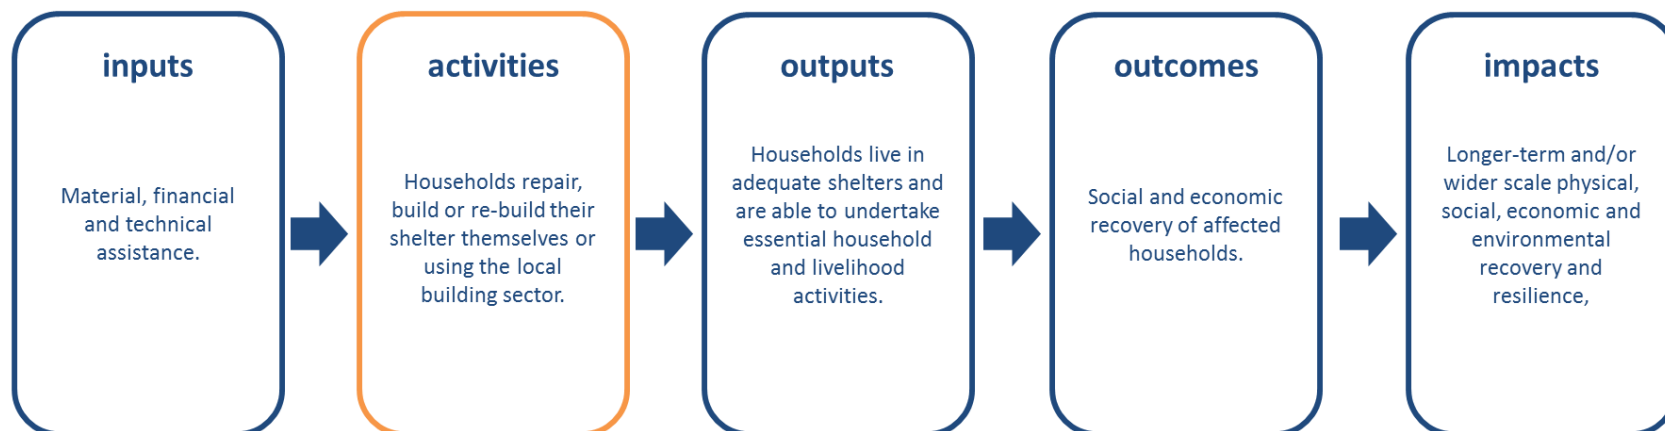 inputs
Material, financial
and technical
assistance.
activities
Households repair,
build or re-build their
shelter themselves or
using the local
building sector.
outputs
Households live in
adequate shelters and
are able to undertake
essential household
and livelihood
activities.
outcomes
Social and economic
recovery of affected
households.
impacts
Longer-term and/or
wider scale physical,
social, economic and
environmental
recovery and
resilience,